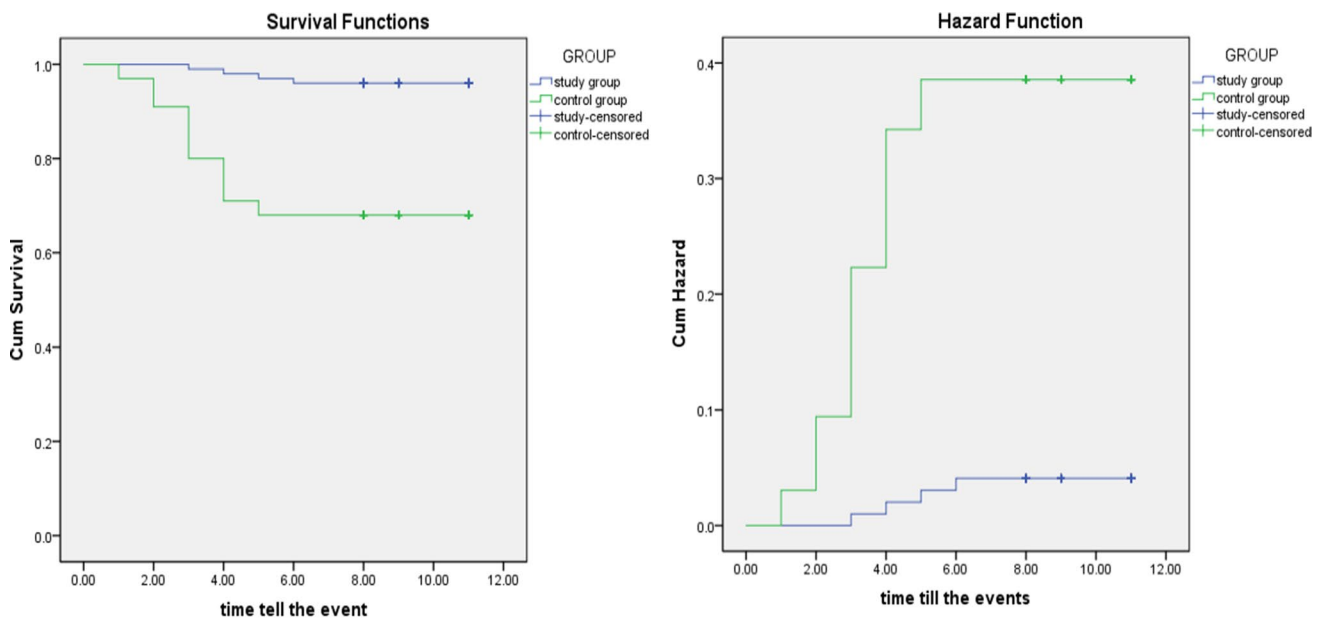 Survival Functions
GROUP
study group
control group
study-censored
control-censored
1.0
0.8
0.6
0.4
0.2
0.0
Cum Survival
0.00 2.00 4.00 6.00 8.00 10.00 12.00
time tell the event
Hazard Function
GROUP
study group
control group
study-censored
control-censored
0.4
0.3
0.2
0.1
0.0
Cum Hazard
0.00 2.00 4.00 6.00 8.00 10.00 12.00
time till the events